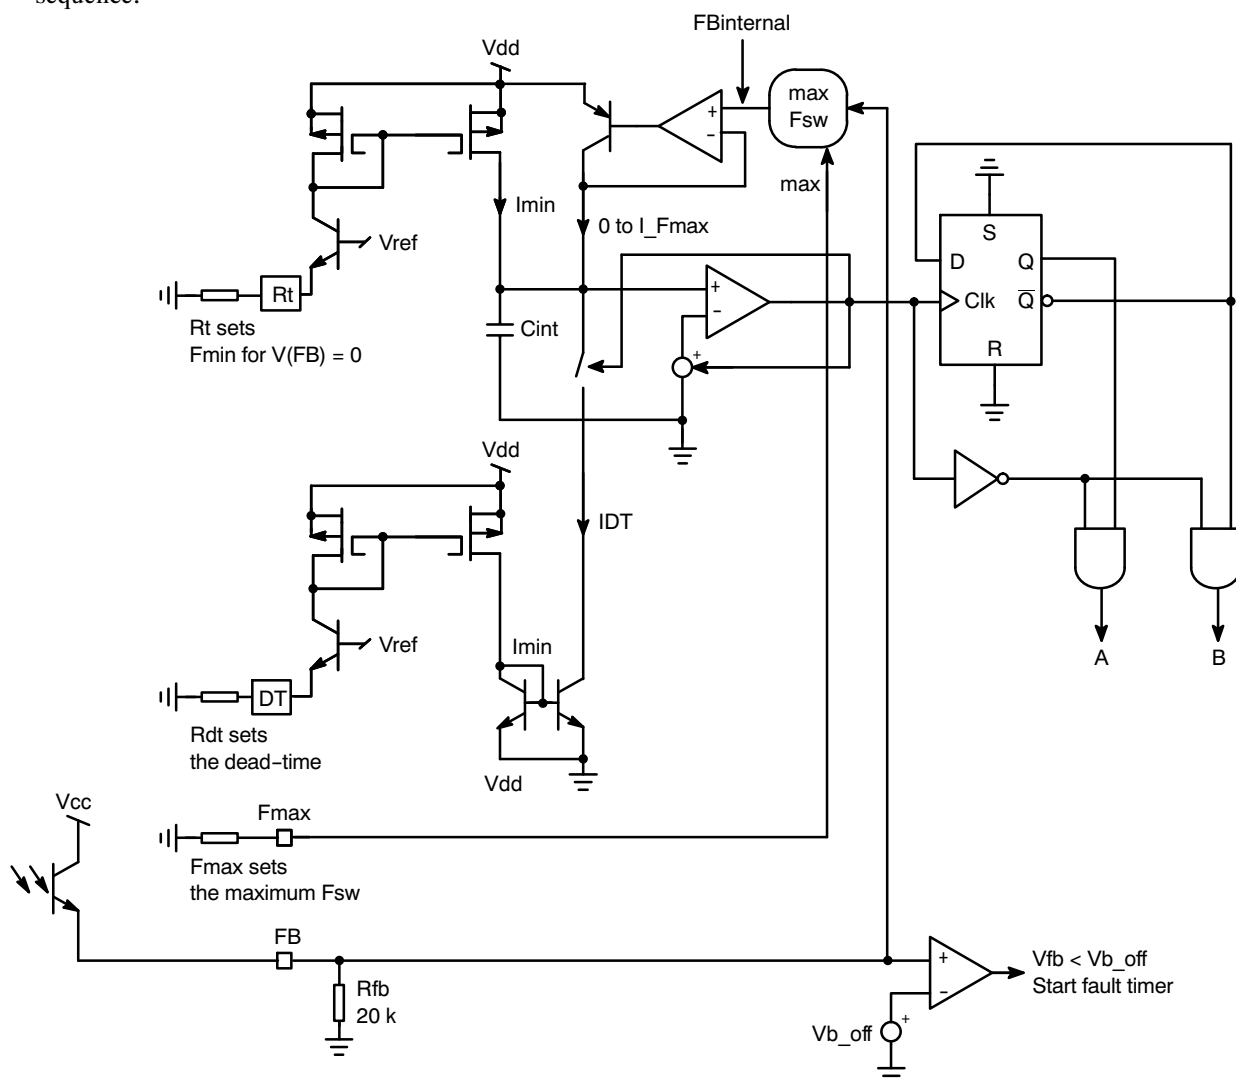 sequence:
FBinternal
Vdd
max
Fsw
+
−
max
Imin
Vref
0 to I_Fmax
S
D
Q
Rt
Clk
Q
+
−
Cint
+
R
Rt sets
Fmin for V(FB) = 0
Vdd
IDT
Vref
Imin
A
B
DT
Rdt sets
the dead−time
Vdd
Vcc
Fmax
Fmax sets
the maximum Fsw
FB
+
−
Vfb < Vb_off
Start fault timer
Rfb
20 k
Vb_off
+